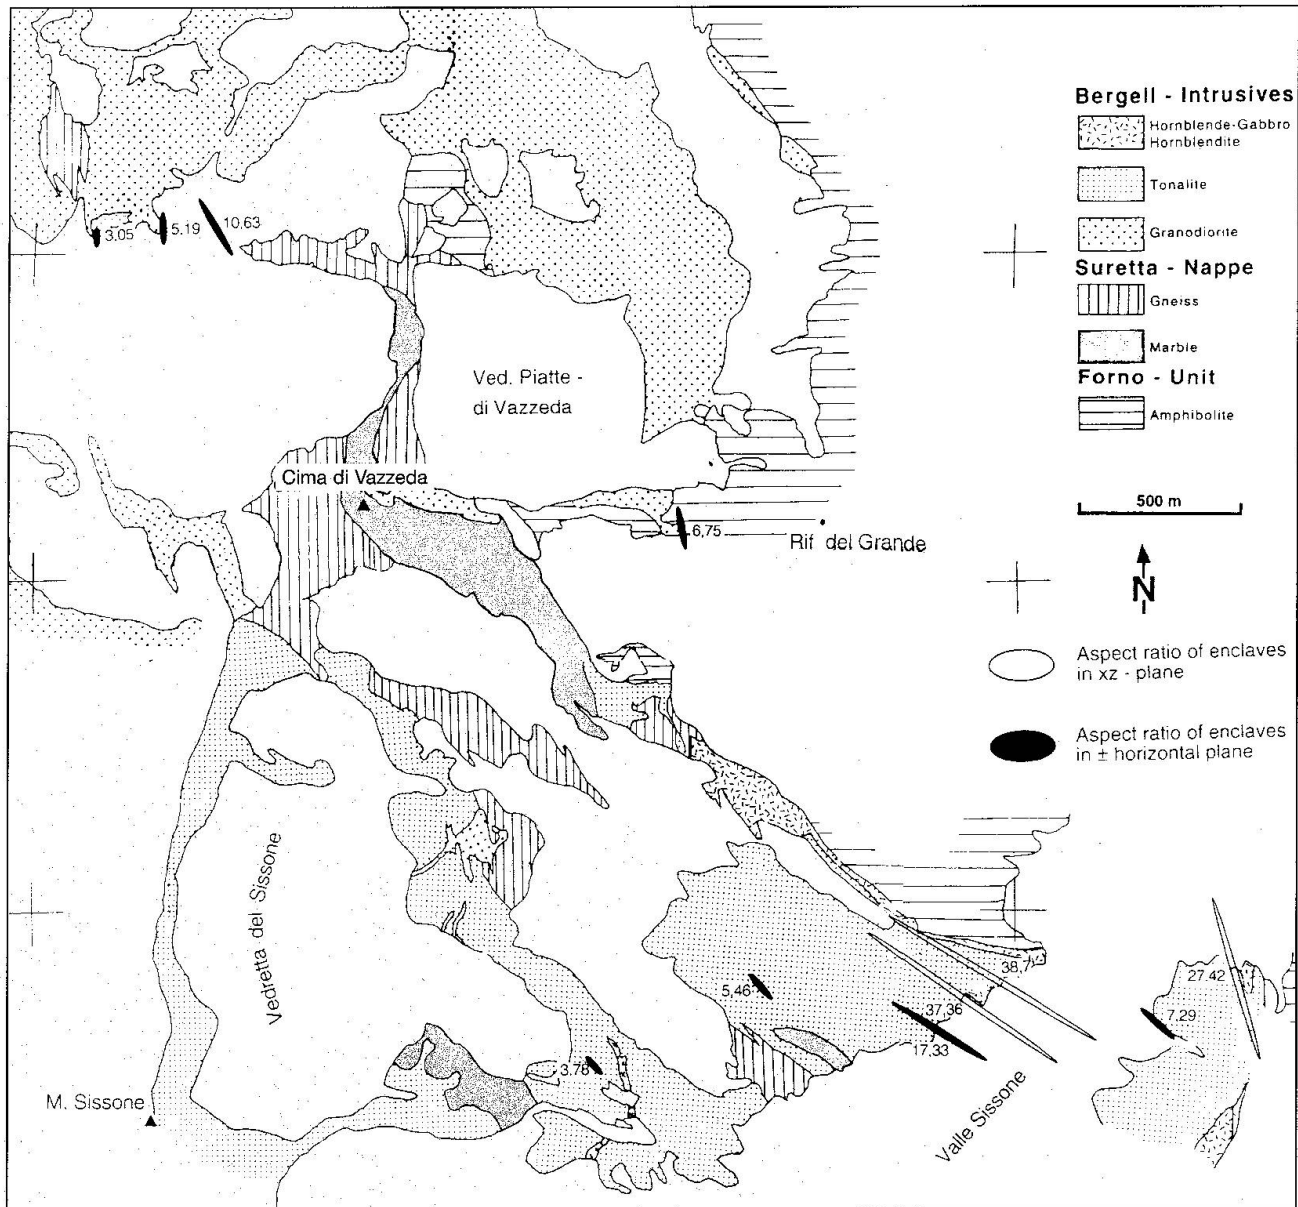 Bergell - Intrusives
Hornblende-Gabbro
Hornblendite
Tonalite
Granodiorite
Suretta - Nappe
Gneiss
Marble
Forno - Unit
Amphibolite
500 m
N
Aspect ratio of enclaves
in xz - plane
Aspect ratio of enclaves
in ± horizontal plane
3,05
5.19
10,63
Ved. Piatte -
di Vazzeda
Cima di Vazzeda
6,75
Rif. del Grande
Vedretta del Sissone
38,7
27.42
5,46
37,36
7,29
17,33
3.78
M. Sissone
Valle Sissone